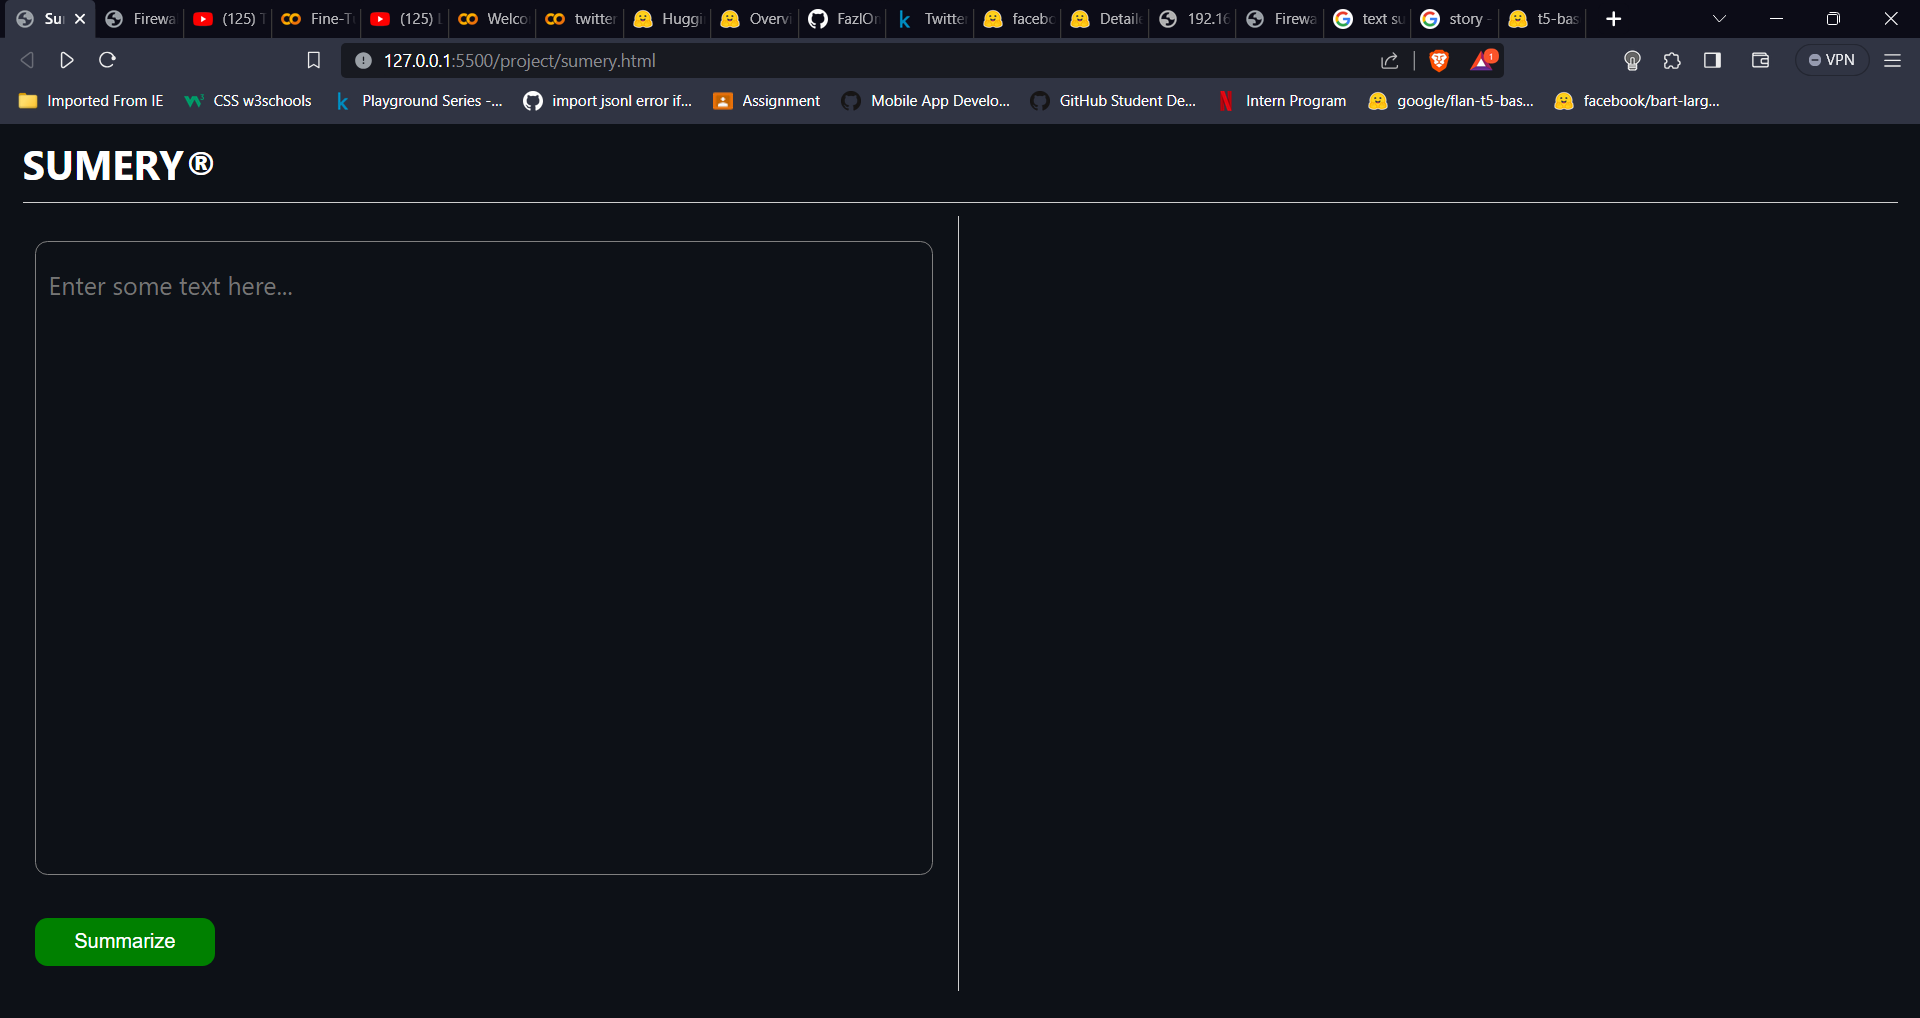 Su Firewa (125) T Fine-Tu (125) L Welco twitter Huggi Overvi FazlOn Twitte facebo Detail 192.16 Firewa text su story - t5-bas
127.0.0.1:5500/project/sumery.html 1 VPN
Imported From IE CSS w3schools Playground Series -... import jsonl error if... Assignment Mobile App Develo... GitHub Student De... Intern Program google/flan-t5-bas... facebook/bart-larg...
SUMERY®
Enter some text here...
Summarize